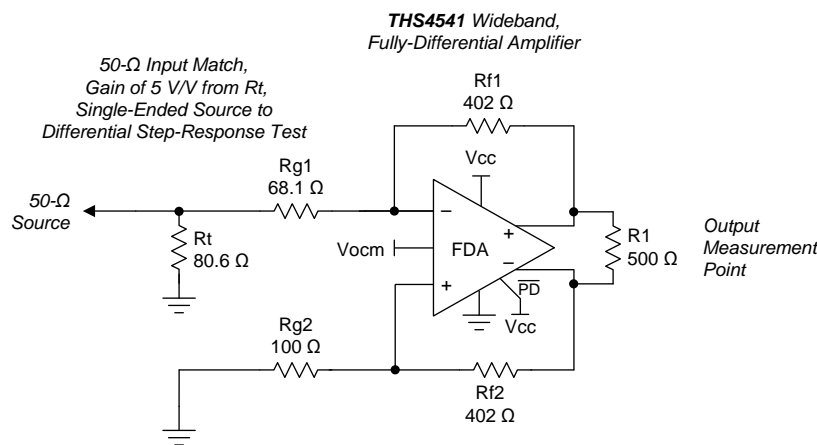 THS4541 Wideband,
Fully-Differential Amplifier
50-Ω Input Match,
Gain of 5 V/V from Rt,
Single-Ended Source to
Differential Step-Response Test
Rf1
402 Ω
Vcc
Rg1
68.1 Ω
50-Ω
Source
Rt
80.6 Ω
Vocm
−
+
FDA
+
−
PD
Vcc
R1
500 Ω
Output
Measurement
Point
Rg2
100 Ω
Rf2
402 Ω